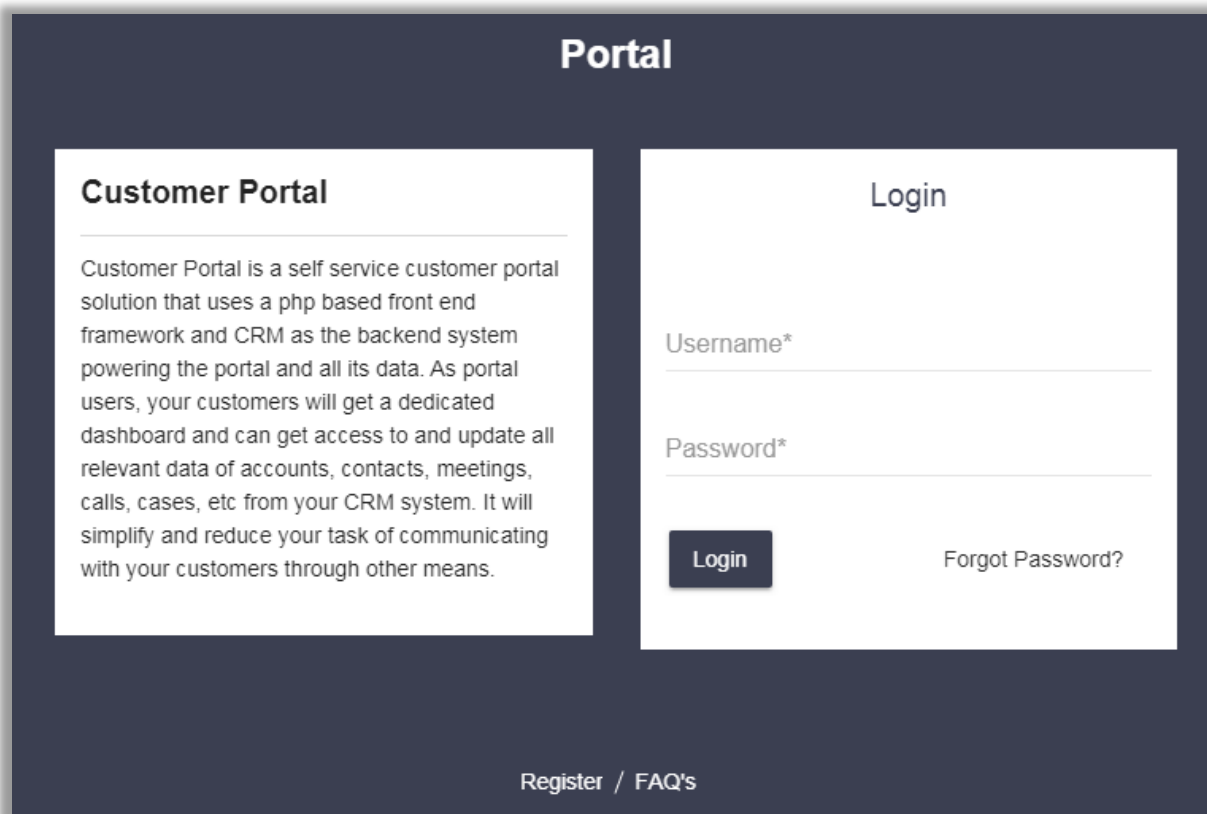 Portal
Customer Portal
Customer Portal is a self service customer portal
solution that uses a php based front end
framework and CRM as the backend system
powering the portal and all its data. As portal
users, your customers will get a dedicated
dashboard and can get access to and update all
relevant data of accounts, contacts, meetings,
calls, cases, etc from your CRM system. It will
simplify and reduce your task of communicating
with your customers through other means.
Login
Username*
Password*
Login
Forgot Password?
Register / FAQ's